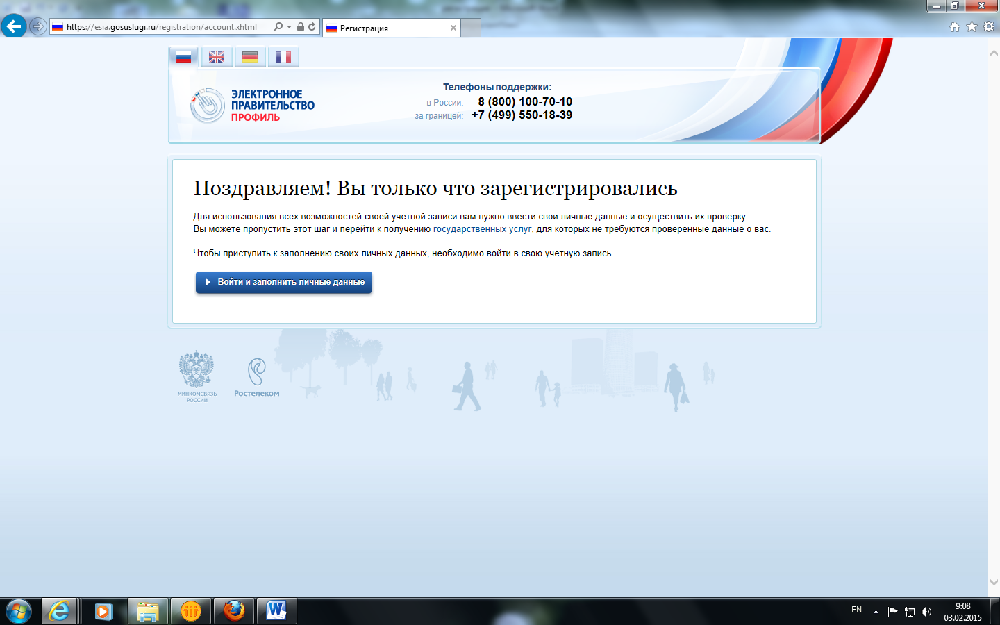 https://esia.gosuslugi.ru/registration/account.xhtml
Регистрация
ЭЛЕКТРОННОЕ
ПРАВИТЕЛЬСТВО
ПРОФИЛЬ
Телефоны поддержки:
в России: 8 (800) 100-70-10
за границей: +7 (499) 550-18-39
Поздравляем! Вы только что зарегистрировались
Для использования всех возможностей своей учетной записи вам нужно ввести свои личные данные и осуществить их проверку.
Вы можете пропустить этот шаг и перейти к получению государственных услуг, для которых не требуются проверенные данные о вас.
Чтобы приступить к заполнению своих личных данных, необходимо войти в свою учетную запись.
Войти и заполнить личные данные
МИНКОМСВЯЗЬ
РОССИИ
Ростелеком
EN
9:08
03.02.2015